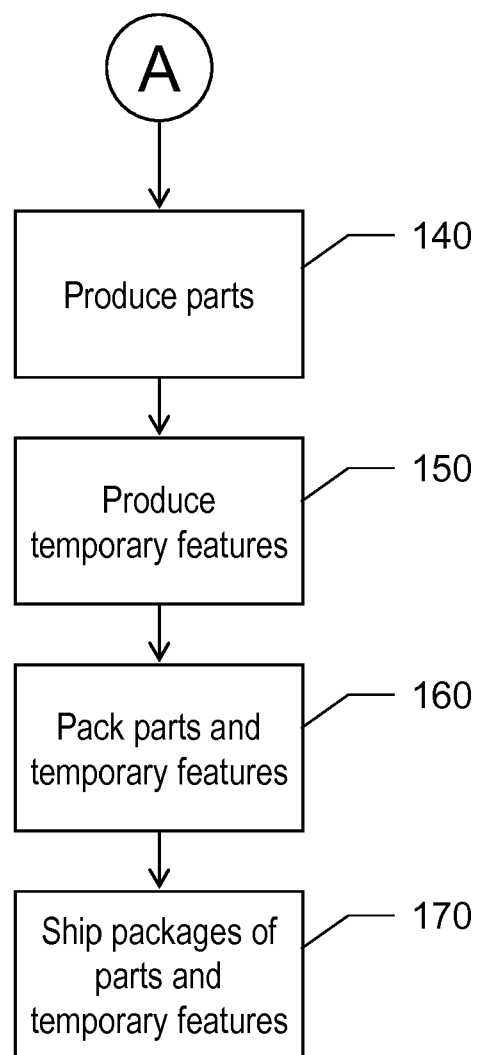 A
140
Produce parts
150
Produce
temporary features
160
Pack parts and
temporary features
170
Ship packages of
parts and
temporary features